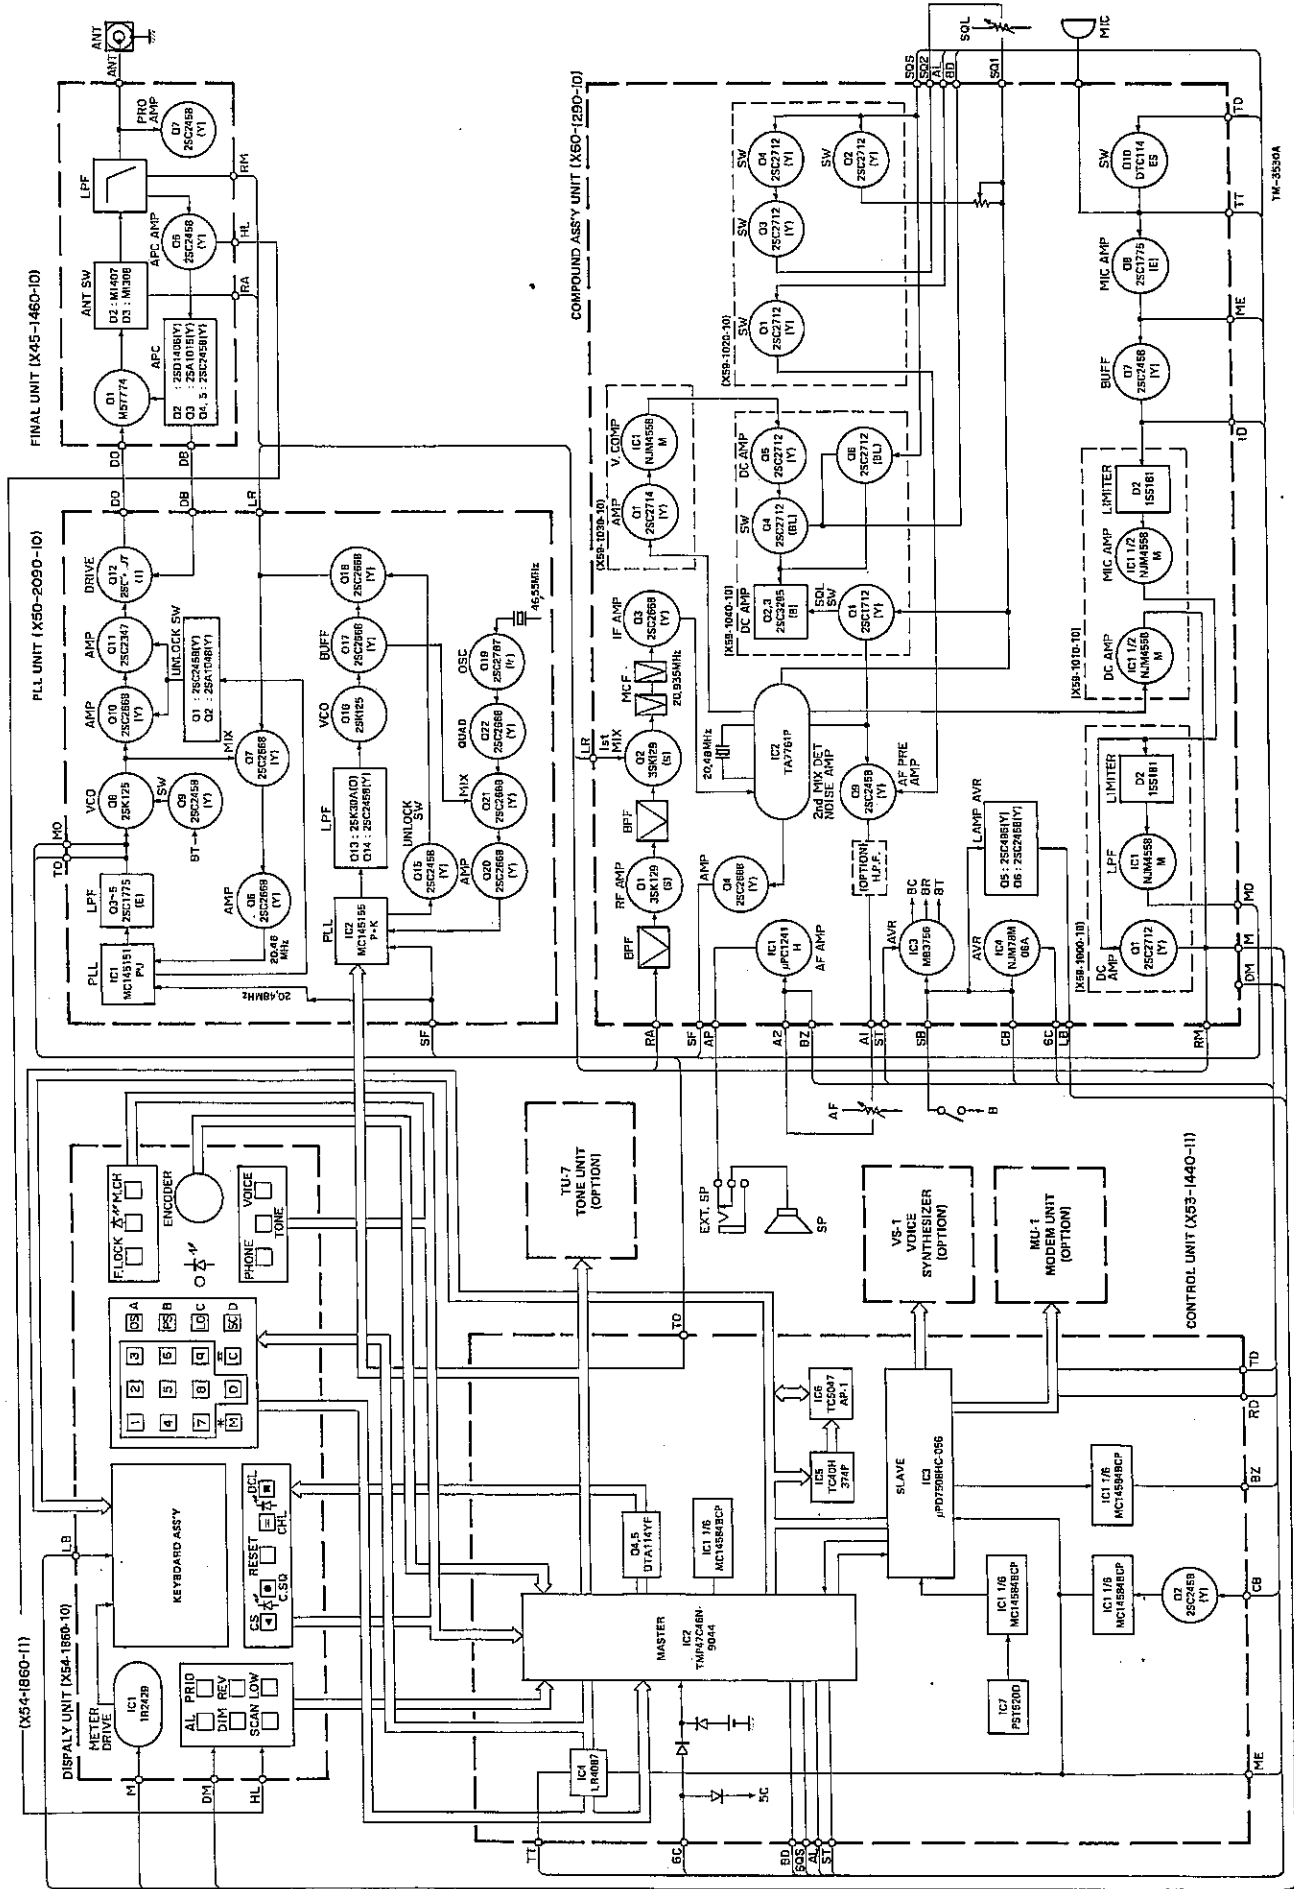 FINAL UNIT (X45-1460-10)
ANT
ANT
PRO AMP
Q7
2SC2458
(Y)
LPF
ANT SW
D2 : MI407
D3 : MI308
APC AMP
Q6
2SC2458
(Y)
Q1
M57774
APC
Q2 : 2SD1406(Y)
Q3 : 2SA1015(Y)
Q4, 5 : 2SC2458(Y)
RM
HL
RA
DO
DB
PLL UNIT (X50-2090-10)
DO
DB
LR
DRIVE
Q12
AMP
Q11
2SC2347
AMP
Q10
2SC2668
(Y)
UNLOCK SW
Q1 : 2SC2458(Y)
Q2 : 2SA1048(Y)
VCO
Q8
2SK125
SW
Q9
2SC2458
(Y)
BT
MIX
Q7
2SC2668
(Y)
LPF
Q3~5
2SC1775
(E)
AMP
Q6
2SC2668
(Y)
PLL
IC1
MC145151
TO
MO
20.48 MHz
20.48MHz
SF
Q18
2SC2668
(Y)
BUFF
Q17
2SC2668
(Y)
VCO
Q16
2SK125
LPF
Q13 : 2SK30A(O)
Q14 : 2SC2458(Y)
PLL
IC2
MC145155
P-K
UNLOCK SW
Q15
2SC2458
(Y)
OSC
Q19
2SC2787
46.55MHz
QUAD
Q22
2SC2668
(Y)
MIX
Q21
2SC2668
(Y)
AMP
Q20
2SC2668
(Y)
COMPOUND ASS'Y UNIT (X60-1290-10)
SQL
MIC
SQS
SQ2
AL
BD
SQ1
TD
TT
ME
(X59-1020-10)
SW
Q4
2SC2712
(Y)
SW
Q2
2SC2712
(Y)
SW
Q3
2SC2712
(Y)
SW
Q1
2SC2712
(Y)
(X59-1030-10)
V. COMP
IC1
NJM4558
M
AMP
Q1
2SC2714
(Y)
(X59-1040-10)
DC AMP
Q5
2SC2712
(Y)
Q6
2SC2712
(BL)
SW
Q4
2SC2712
(BL)
DC AMP
Q2,3
2SC3295
(B)
SQL SW
Q1
2SC1712
(Y)
LR
1st MIX
Q2
3SK129
(S)
MCF
20.935MHz
IF AMP
Q3
2SC2668
(Y)
BPF
RF AMP
Q1
3SK129
(S)
BPF
20.48MHz
IC2
TA7761P
2nd MIX DET
NOISE AMP
AMP
Q4
2SC2668
(Y)
Q9
2SC2458
(Y)
AF PRE AMP
(OPTION)
H.P.F.
IC1
µPC1241
H
AF AMP
AVR
IC3
MB3756
BC
BR
BT
AVR
IC4
NJM78M
06A
LAMP AVR
Q5 : 2SC496(Y)
Q6 : 2SC2458(Y)
SW
Q10
DTC114
ES
MIC AMP
Q8
2SC1775
(E)
BUFF
Q7
2SC2458
(Y)
(X59-1010-10)
LIMITER
D2
1SS181
MIC AMP
IC1 1/2
NJM4558
M
DC AMP
IC1 1/2
NJM4558
M
(X59-1000-10)
LIMITER
D2
1SS181
LPF
IC1
NJM4558
M
DC AMP
Q1
2SC2712
(Y)
RA
SF
AP
A2
BZ
A1
ST
SB
CB
6C
LB
RM
DM
M
MO
TM-3530A
AF
B
EXT. SP
SP
TU-7
TONE UNIT
(OPTION)
VS-1
VOICE
SYNTHESIZER
(OPTION)
MU-1
MODEM UNIT
(OPTION)
(X54-1860-11)
DISPALY UNIT (X54-1860-10)
LB
M
DM
HL
F.LOCK
M.CH
ENCODER
PHONE
TONE
VOICE
1 2 3 DS A
4 5 6 PS B
7 8 9 LO C
* M 0 C SC D
KEYBOARD ASS'Y
METER DRIVE
IC1
AL
PRIO
DIM
REV
SCAN
LOW
CS
C.SQ
RESET
CHL
DCL
CONTROL UNIT (X53-1440-11)
TO
IC6
TC5047
AP-1
IC5
TC40H
374P
Q4,5
DTA114YF
IC1 1/6
MC14584BCP
MASTER
IC2
TMP47C46N-
9044
SLAVE
IC3
µPD7508HC-056
IC1 1/6
MC14584BCP
IC1 1/6
MC14584BCP
IC1 1/6
MC14584BCP
IC7
PST520D
Q2
2SC2458
(Y)
IC4
LR4087
5C
TT
6C
BD
SQS
AL
ST
TD
RD
BZ
CB
ME